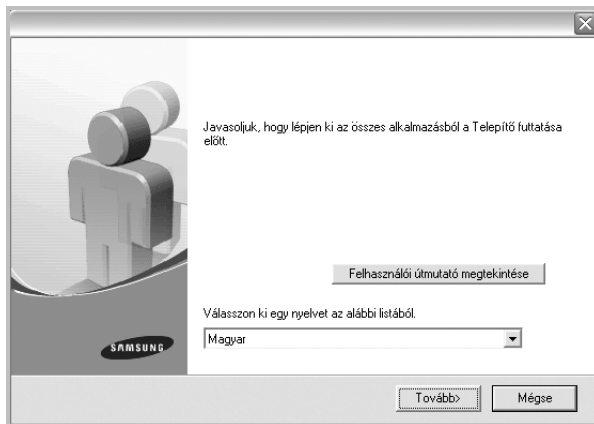 Javasoljuk, hogy lépjen ki az összes alkalmazásból a Telepítő futtatása
előtt.
Felhasználói útmutató megtekintése
Válasszon ki egy nyelvet az alábbi listából.
Magyar
SAMSUNG
Tovább>
Mégse